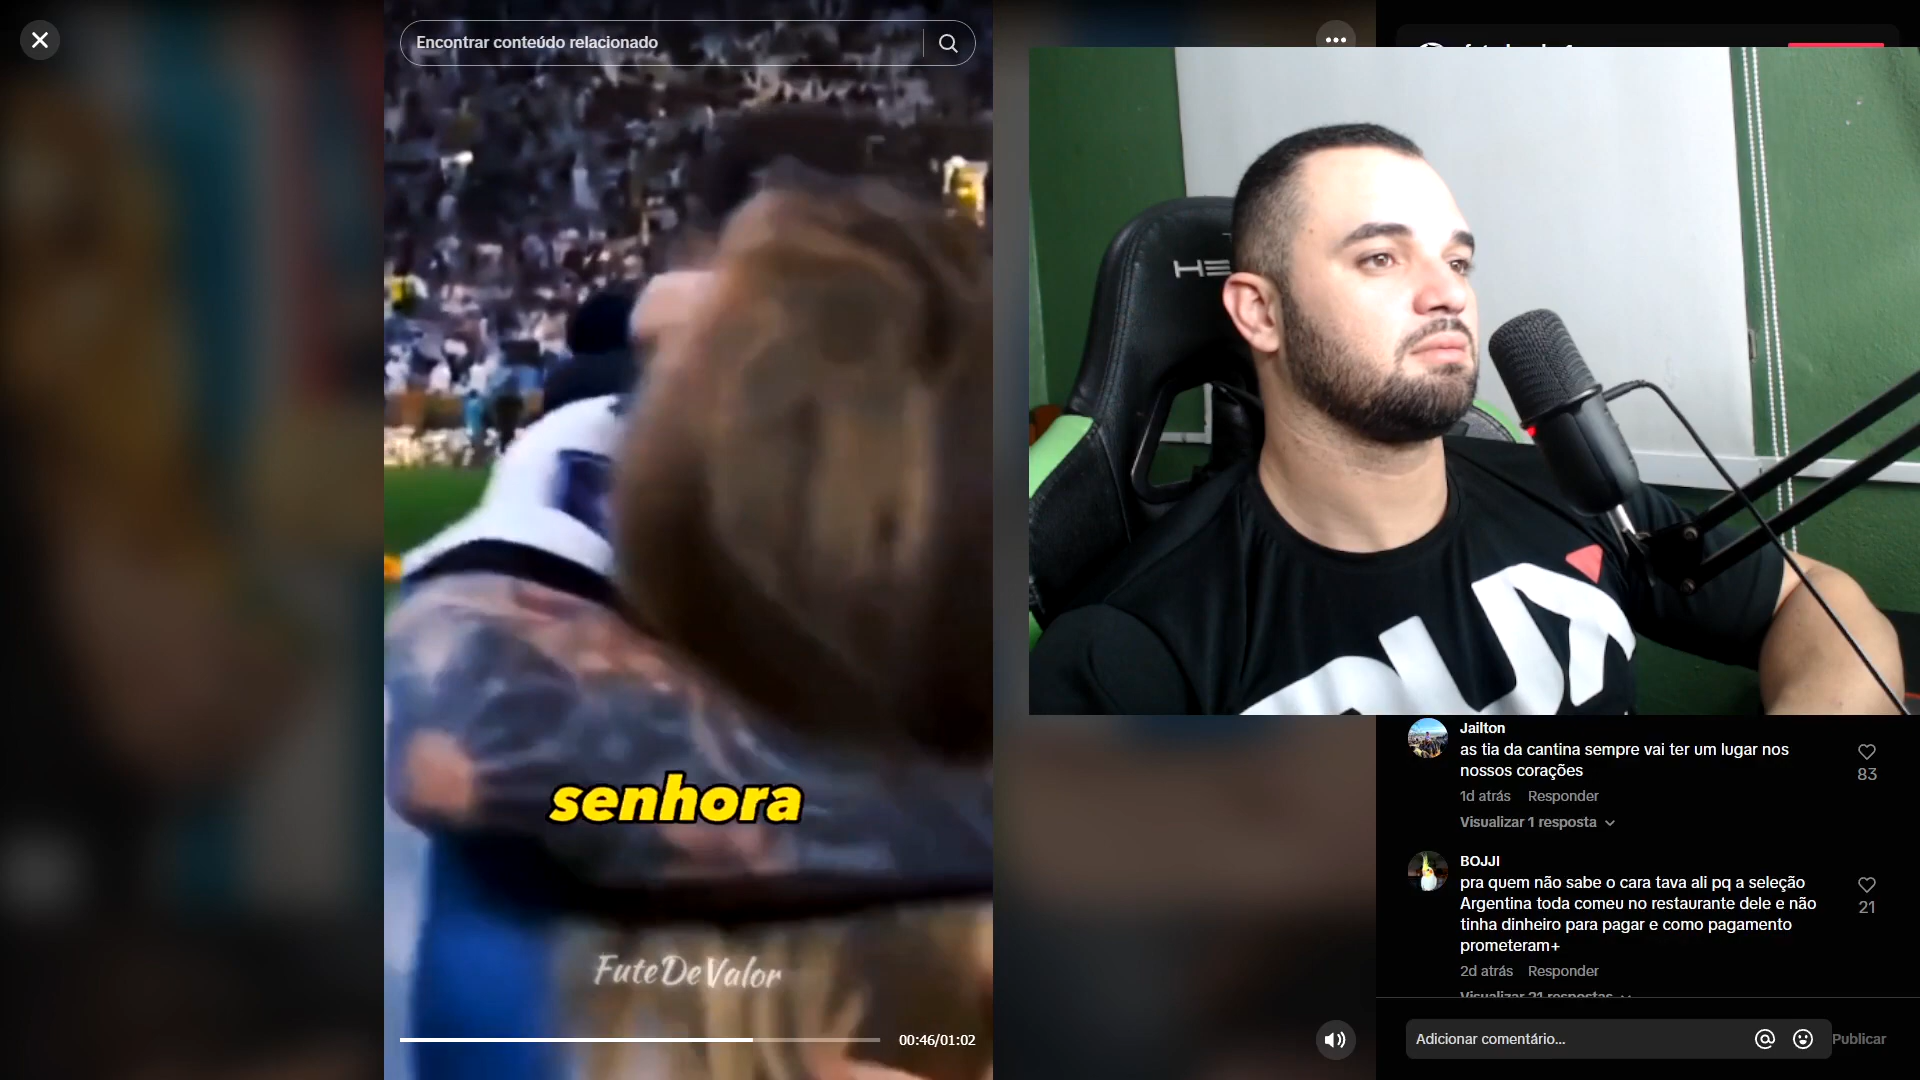 Encontrar conteúdo relacionado
senhora
FuteDeValor
00:46/01:02
Jailton
as tia da cantina sempre vai ter um lugar nos
nossos corações
83
1d atrás Responder
Visualizar 1 resposta
BOJJI
pra quem não sabe o cara tava ali pq a seleção
Argentina toda comeu no restaurante dele e não
tinha dinheiro para pagar e como pagamento
prometeram+
21
2d atrás Responder
Visualizar 21 respostas
Adicionar comentário...
Publicar